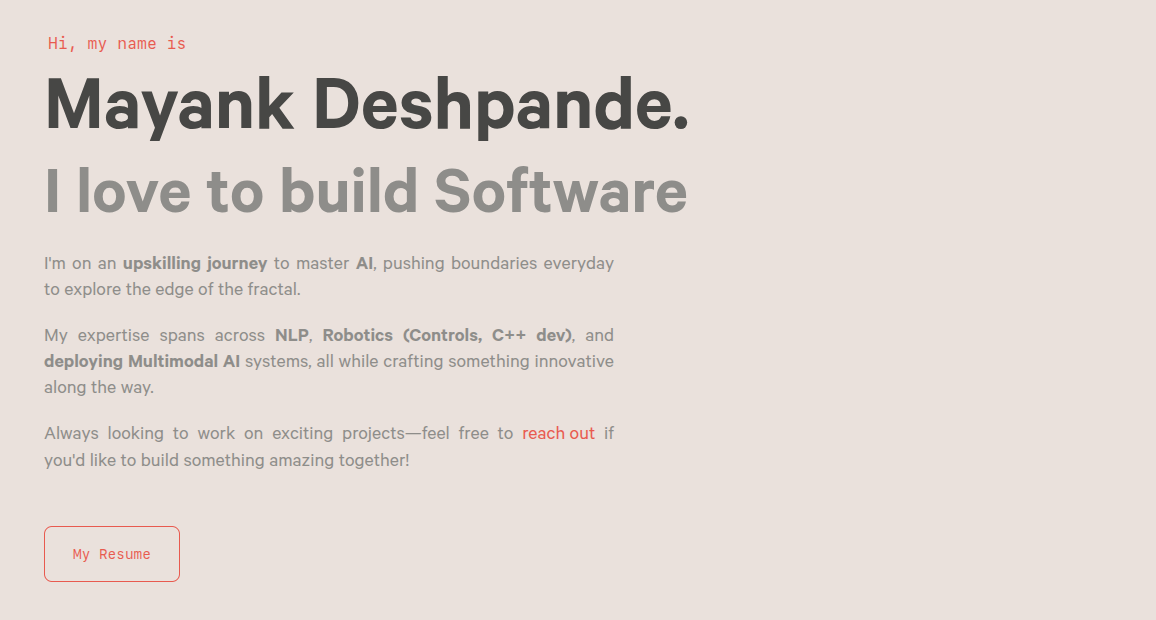 Hi, my name is
Mayank Deshpande.
I love to build Software
I'm on an upskilling journey to master AI, pushing boundaries everyday
to explore the edge of the fractal.
My expertise spans across NLP, Robotics (Controls, C++ dev), and
deploying Multimodal AI systems, all while crafting something innovative
along the way.
Always looking to work on exciting projects—feel free to reach out if
you'd like to build something amazing together!
My Resume